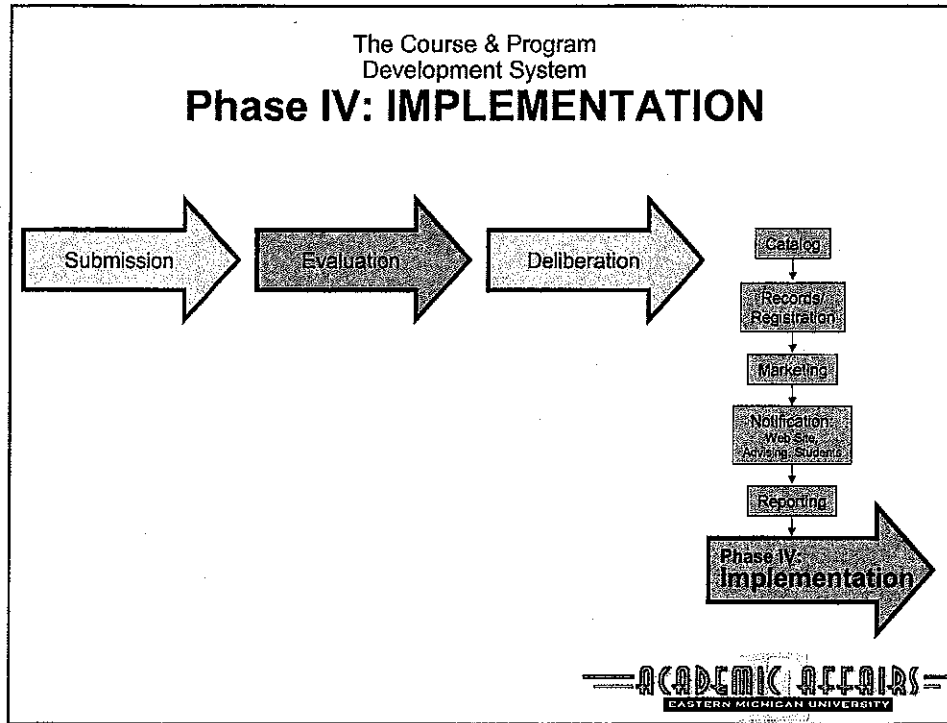 The Course & Program
Development System
Phase IV: IMPLEMENTATION
Submission
Evaluation
Deliberation
Catalog
Records/
Registration
Marketing
Notification
Web Site,
Advising, Students
Reporting
Phase IV:
Implementation
ACADEMIC AFFAIRS
EASTERN MICHIGAN UNIVERSITY